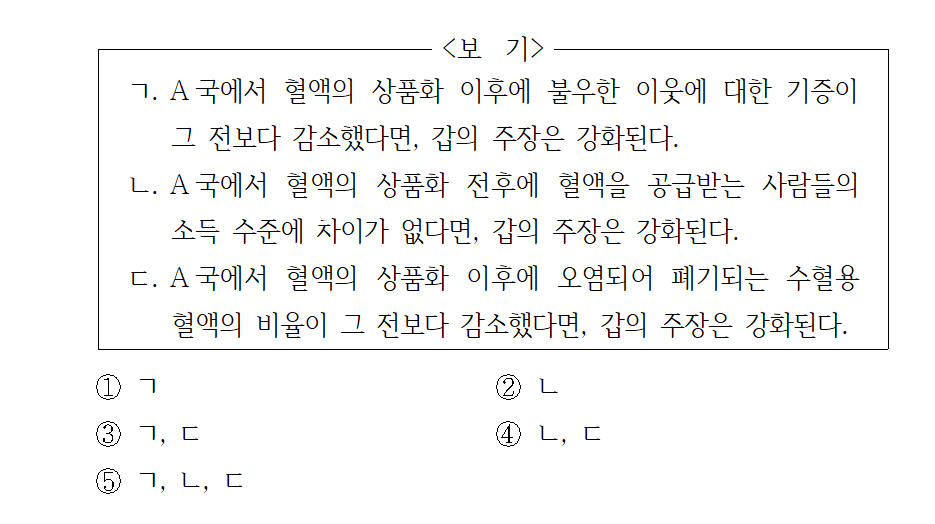 <보 기>
ㄱ. A국에서 혈액의 상품화 이후에 불우한 이웃에 대한 기증이
그 전보다 감소했다면, 갑의 주장은 강화된다.
ㄴ. A국에서 혈액의 상품화 전후에 혈액을 공급받는 사람들의
소득 수준에 차이가 없다면, 갑의 주장은 강화된다.
ㄷ. A국에서 혈액의 상품화 이후에 오염되어 폐기되는 수혈용
혈액의 비율이 그 전보다 감소했다면, 갑의 주장은 강화된다.
① ㄱ ② ㄴ
③ ㄱ, ㄷ ④ ㄴ, ㄷ
⑤ ㄱ, ㄴ, ㄷ